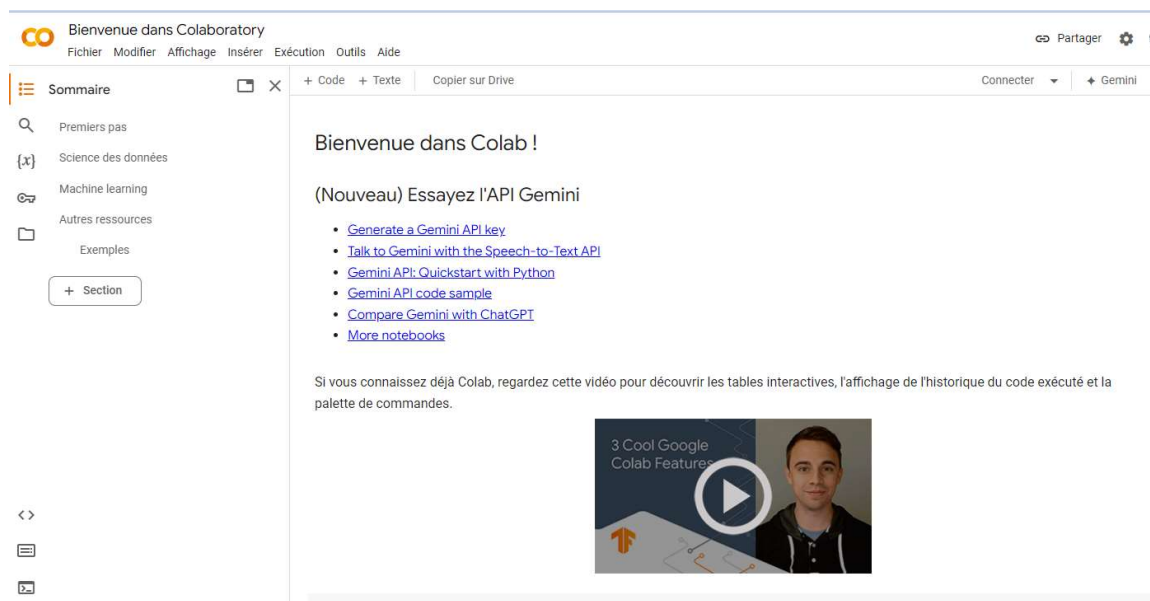 Bienvenue dans Colaboratory
Fichier Modifier Affichage Insérer Exécution Outils Aide
Partager
Sommaire
+ Code + Texte Copier sur Drive
Connecter
Gemini
Premiers pas
Science des données
Machine learning
Autres ressources
Exemples
+ Section
{x}
Bienvenue dans Colab !
(Nouveau) Essayez l'API Gemini
Generate a Gemini API key
Talk to Gemini with the Speech-to-Text API
Gemini API: Quickstart with Python
Gemini API code sample
Compare Gemini with ChatGPT
More notebooks
Si vous connaissez déjà Colab, regardez cette vidéo pour découvrir les tables interactives, l'affichage de l'historique du code exécuté et la
palette de commandes.
3 Cool Google
Colab Features